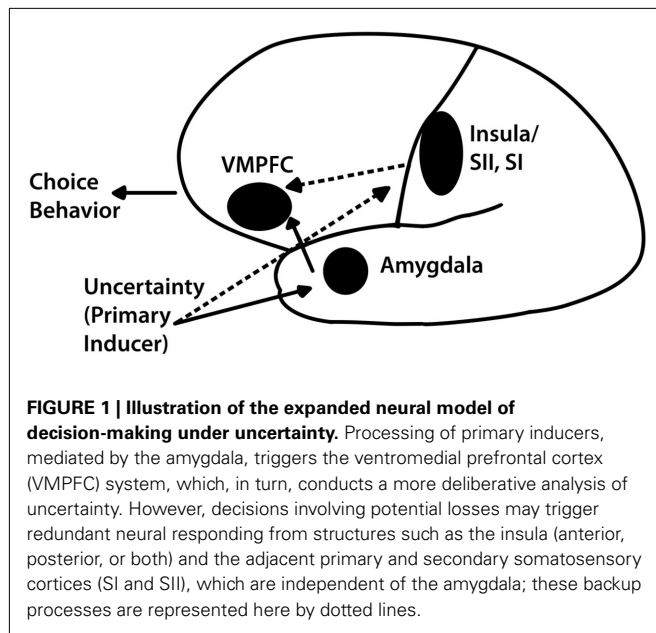 Insula/
SII, SI
VMPFC
Choice
Behavior
Amygdala
Uncertainty
(Primary
Inducer)
FIGURE 1 | Illustration of the expanded neural model of
decision-making under uncertainty. Processing of primary inducers,
mediated by the amygdala, triggers the ventromedial prefrontal cortex
(VMPFC) system, which, in turn, conducts a more deliberative analysis of
uncertainty. However, decisions involving potential losses may trigger
redundant neural responding from structures such as the insula (anterior,
posterior, or both) and the adjacent primary and secondary somatosensory
cortices (SI and SII), which are independent of the amygdala; these backup
processes are represented here by dotted lines.